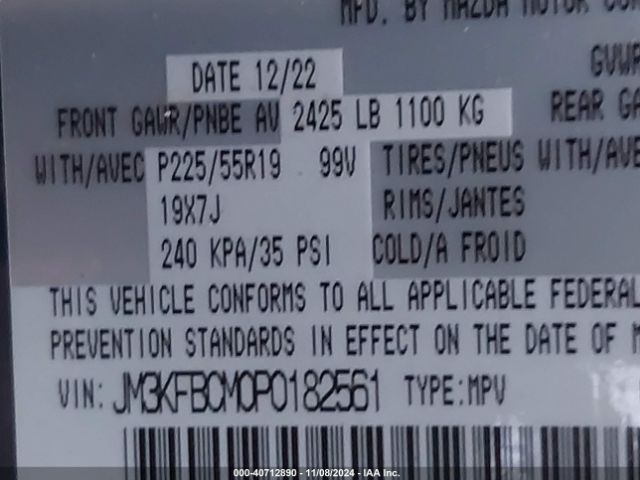 MFD. BY MAZDA MOTOR COR
DATE 12/22 GVWR
FRONT GAWR/PNBE AV 2425 LB 1100 KG REAR GA
WITH/AVEC P225/55R19 99V TIRES/PNEUS WITH/AVE
19X7J RIMS/JANTES
240 KPA/35 PSI COLD/A FROID
THIS VEHICLE CONFORMS TO ALL APPLICABLE FEDERAL
PREVENTION STANDARDS IN EFFECT ON THE DATE OF M
VIN: JM3KFBCM0P0182561 TYPE:MPV
000-40712890 - 11/08/2024 - IAA Inc.